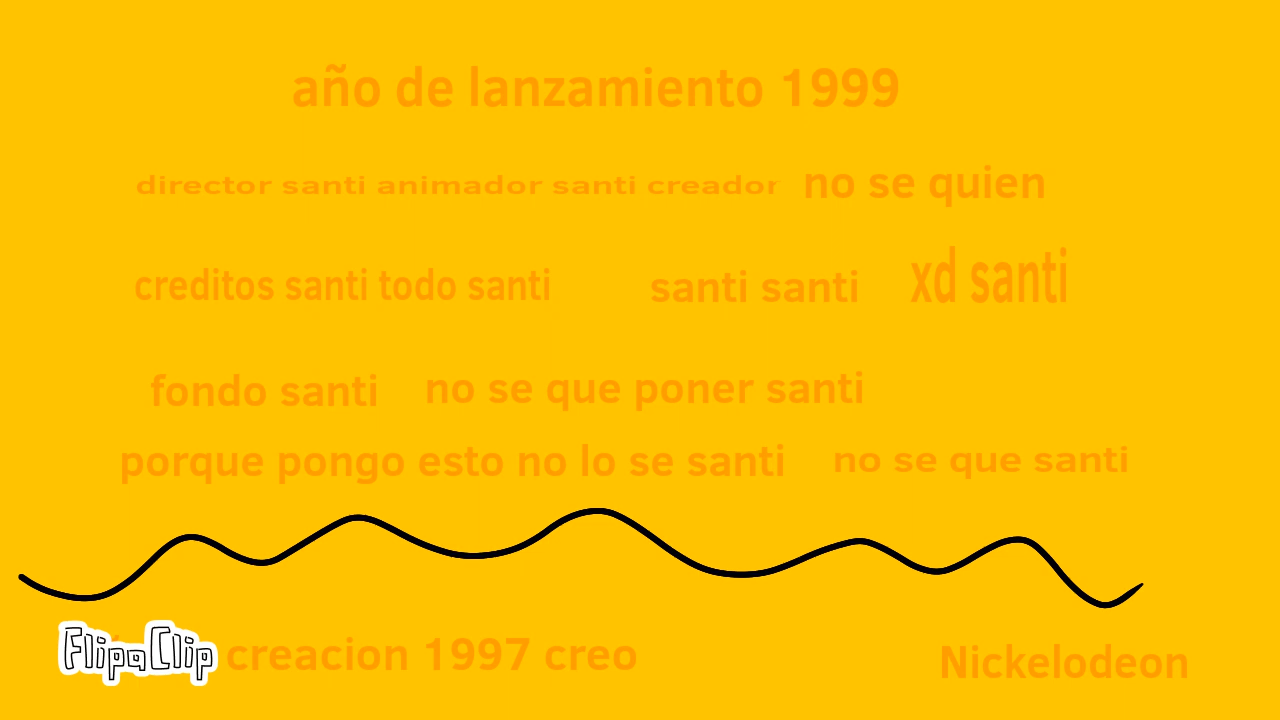 año de lanzamiento 1999
director santi animador santi creador no se quien
creditos santi todo santi santi santi xd santi
fondo santi no se que poner santi
porque pongo esto no lo se santi no se que santi
FlipaClip creacion 1997 creo Nickelodeon